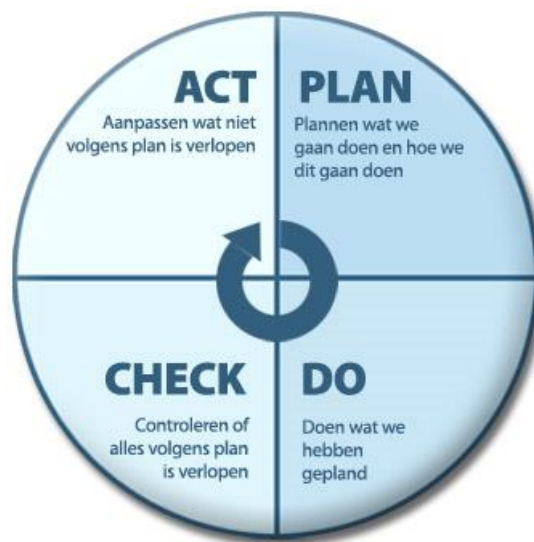 ACT
Aanpassen wat niet
volgens plan is verlopen
PLAN
Plannen wat we
gaan doen en hoe we
dit gaan doen
CHECK
Controleren of
alles volgens plan
is verlopen
DO
Doen wat we
hebben
gepland